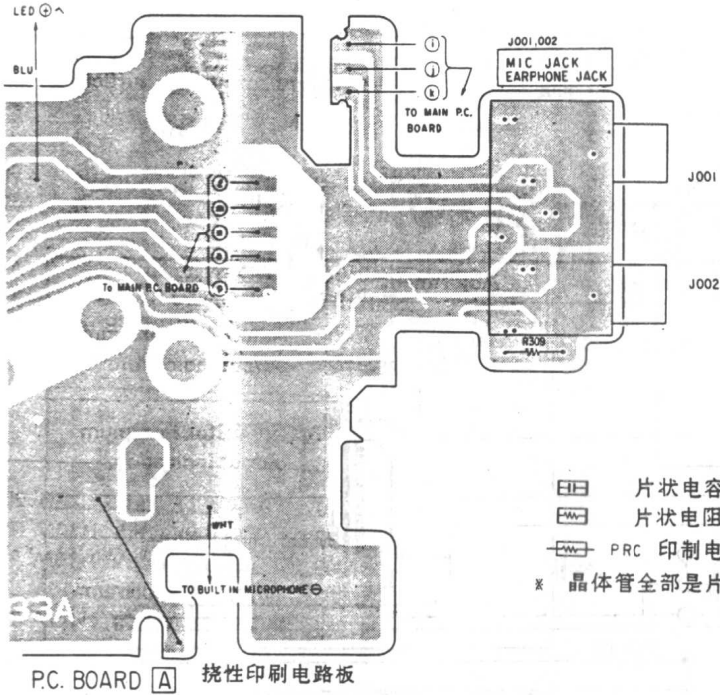 LED ⊕へ
BLU
ⓘ
ⓙ
ⓚ
TO MAIN P.C.
BOARD
J001,002
MIC JACK
EARPHONE JACK
J001
J002
To MAIN P.C. BOARD
R309
WHT
TO BUILT IN MICROPHONE ⊖
33A
片状电容
片状电阻
PRC 印制电
※ 晶体管全部是片
P.C. BOARD A 挠性印刷电路板